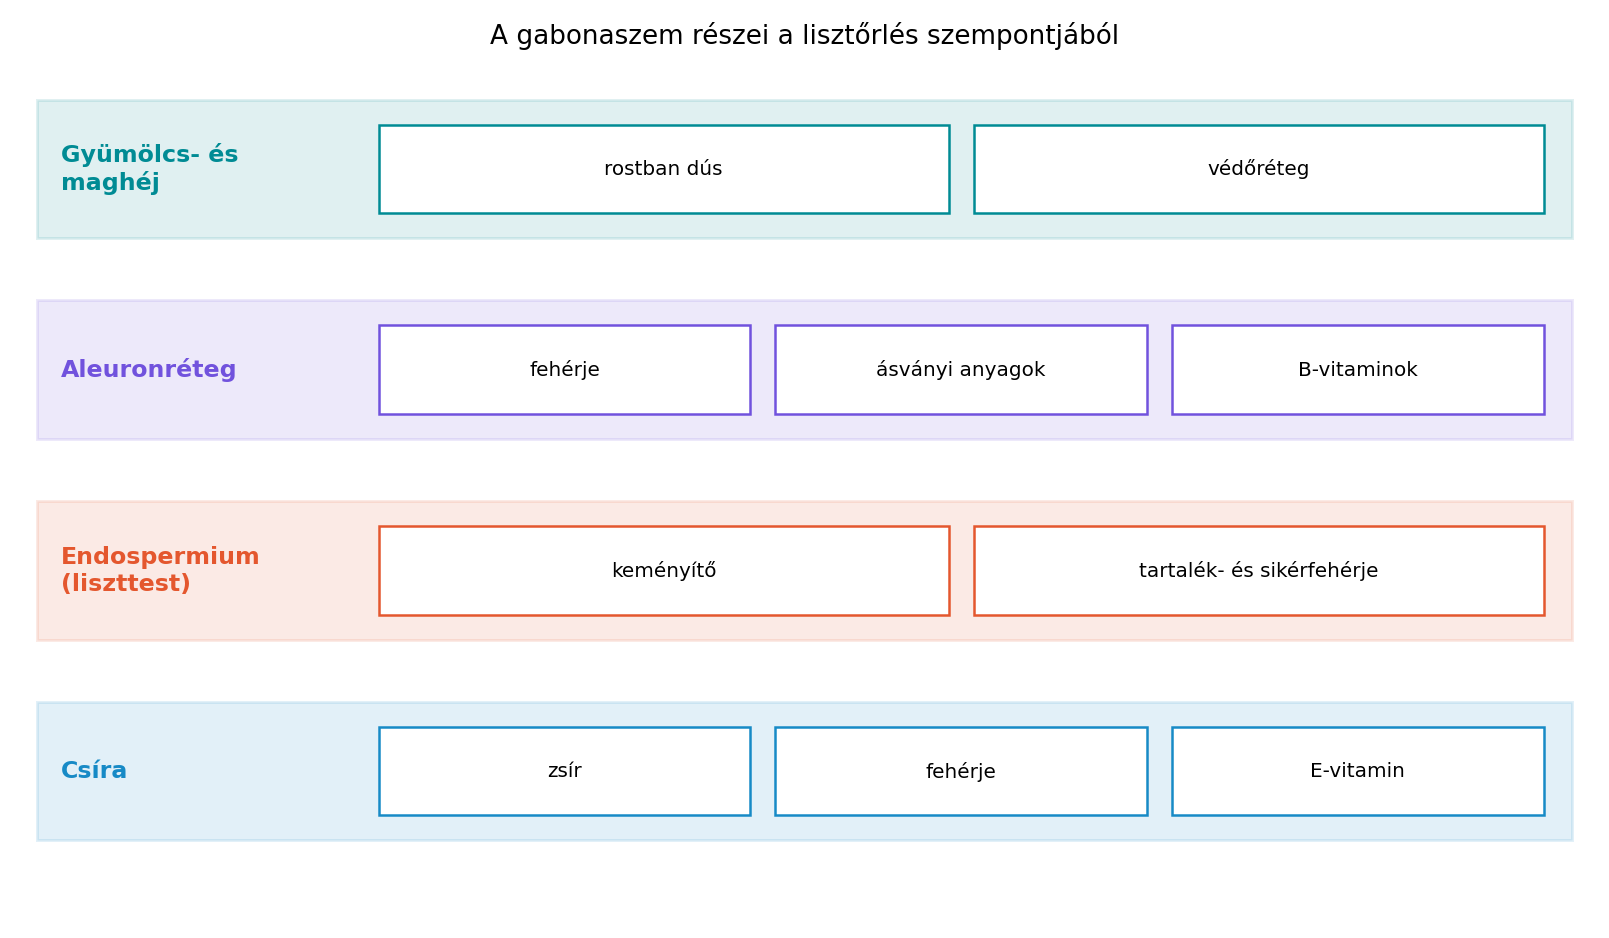 A gabonaszem részei a lisztőrlés szempontjából
Gyümölcs- és
maghéj
rostban dús
védőréteg
Aleuronréteg
fehérje
ásványi anyagok
B-vitaminok
Endospermium
(liszttest)
keményítő
tartalék- és sikérfehérje
Csíra
zsír
fehérje
E-vitamin